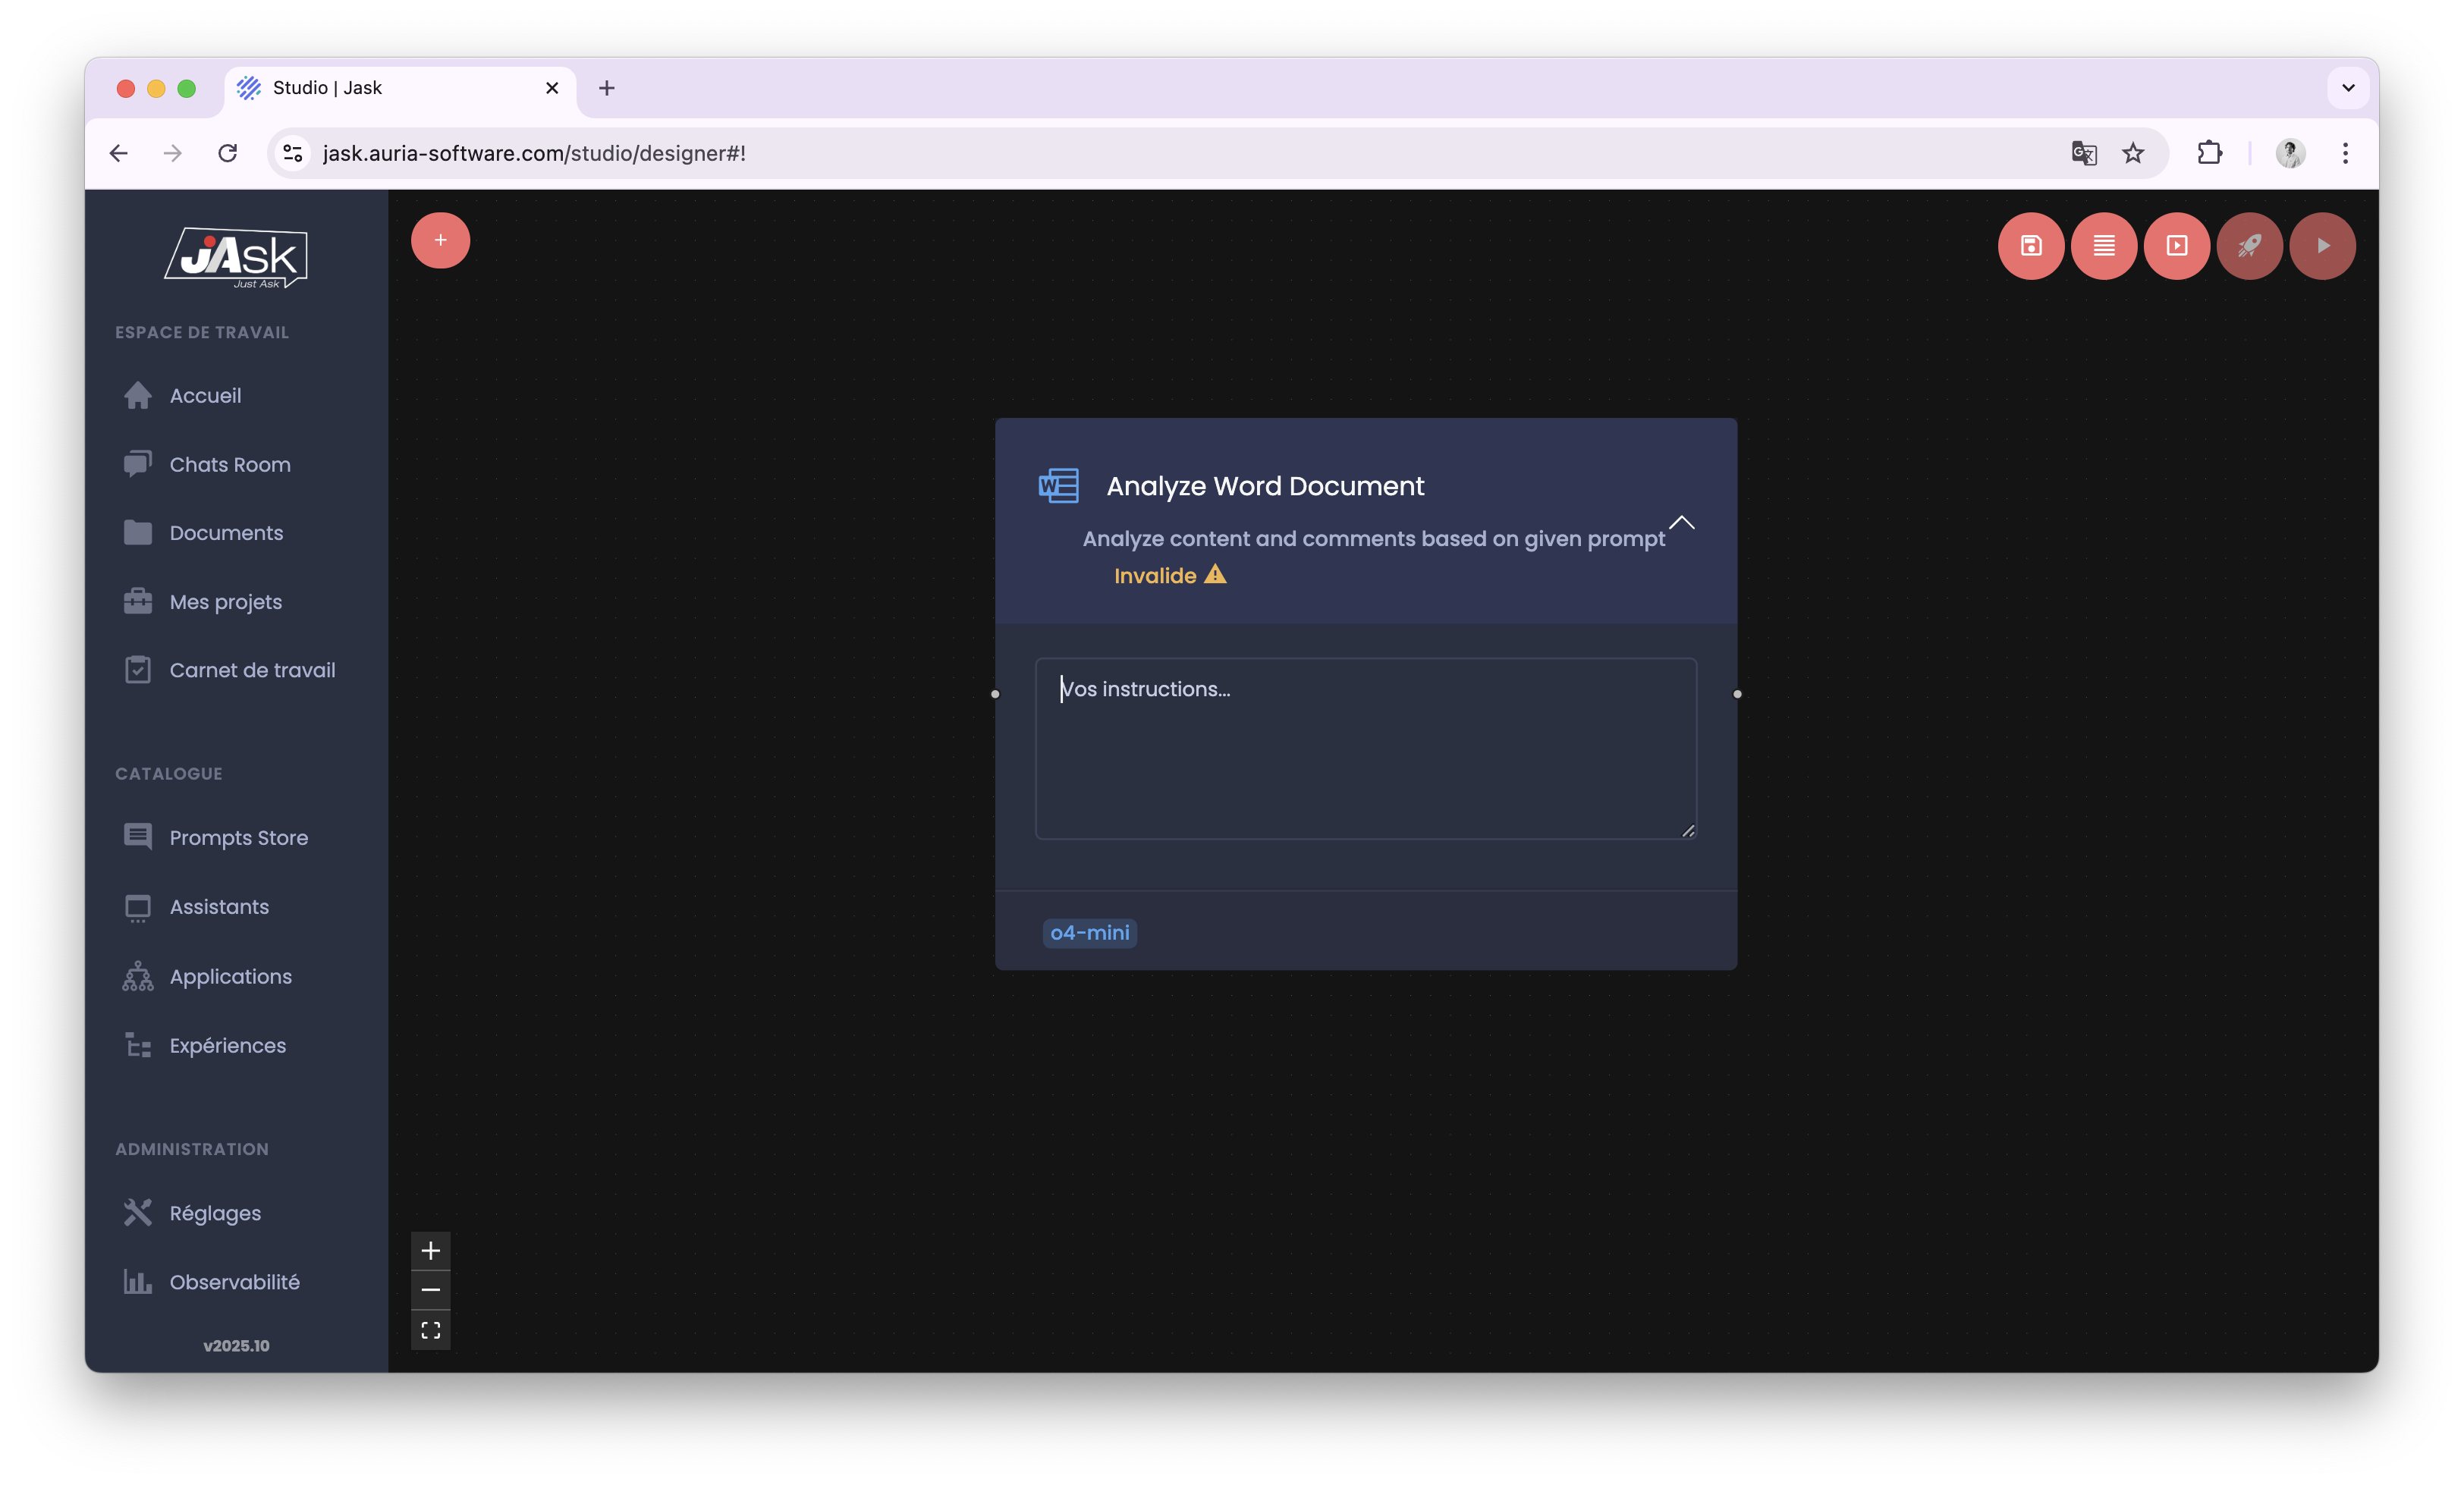 Studio | Jask
jask.auria-software.com/studio/designer#!
jAsk
Just Ask
ESPACE DE TRAVAIL
Accueil
Chats Room
Documents
Mes projets
Carnet de travail
CATALOGUE
Prompts Store
Assistants
Applications
Expériences
ADMINISTRATION
Réglages
Observabilité
v2025.10
W
Analyze Word Document
Analyze content and comments based on given prompt
Invalide
Vos instructions...
o4-mini